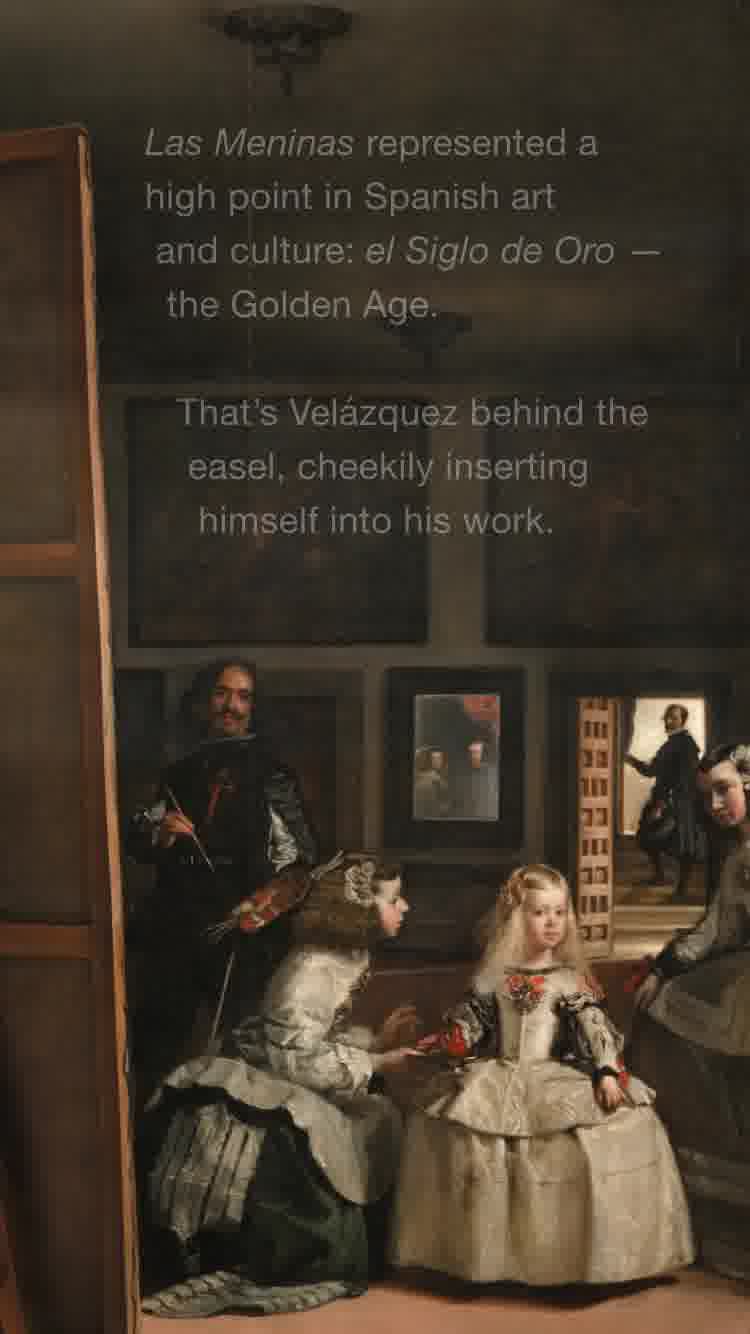 Las Meninas represented a
high point in Spanish art
and culture: el Siglo de Oro —
the Golden Age.
That’s Velázquez behind the
easel, cheekily inserting
himself into his work.